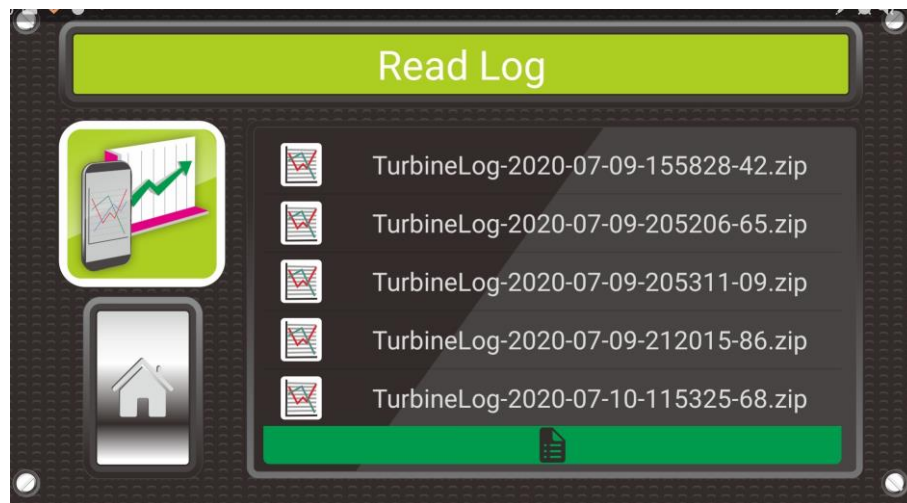 Read Log
TurbineLog-2020-07-09-155828-42.zip
TurbineLog-2020-07-09-205206-65.zip
TurbineLog-2020-07-09-205311-09.zip
TurbineLog-2020-07-09-212015-86.zip
TurbineLog-2020-07-10-115325-68.zip